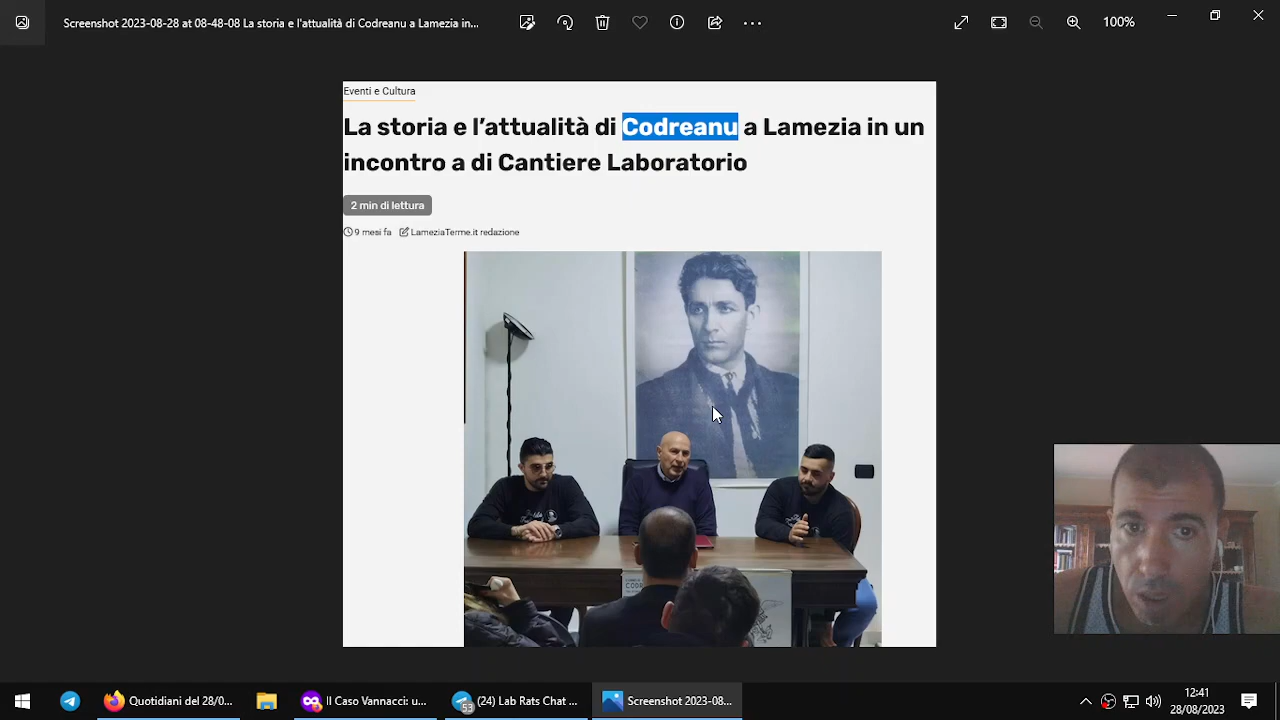 Screenshot 2023-08-28 at 08-48-08 La storia e l'attualità di Codreanu a Lamezia in...
100%
Eventi e Cultura
La storia e l'attualità di Codreanu a Lamezia in un
incontro a di Cantiere Laboratorio
2 min di lettura
9 mesi fa LameziaTerme.it redazione
Quotidiani del 28/0...
Il Caso Vannacci: u...
53
(24) Lab Rats Chat ...
Screenshot 2023-08...
12:41
28/08/2023